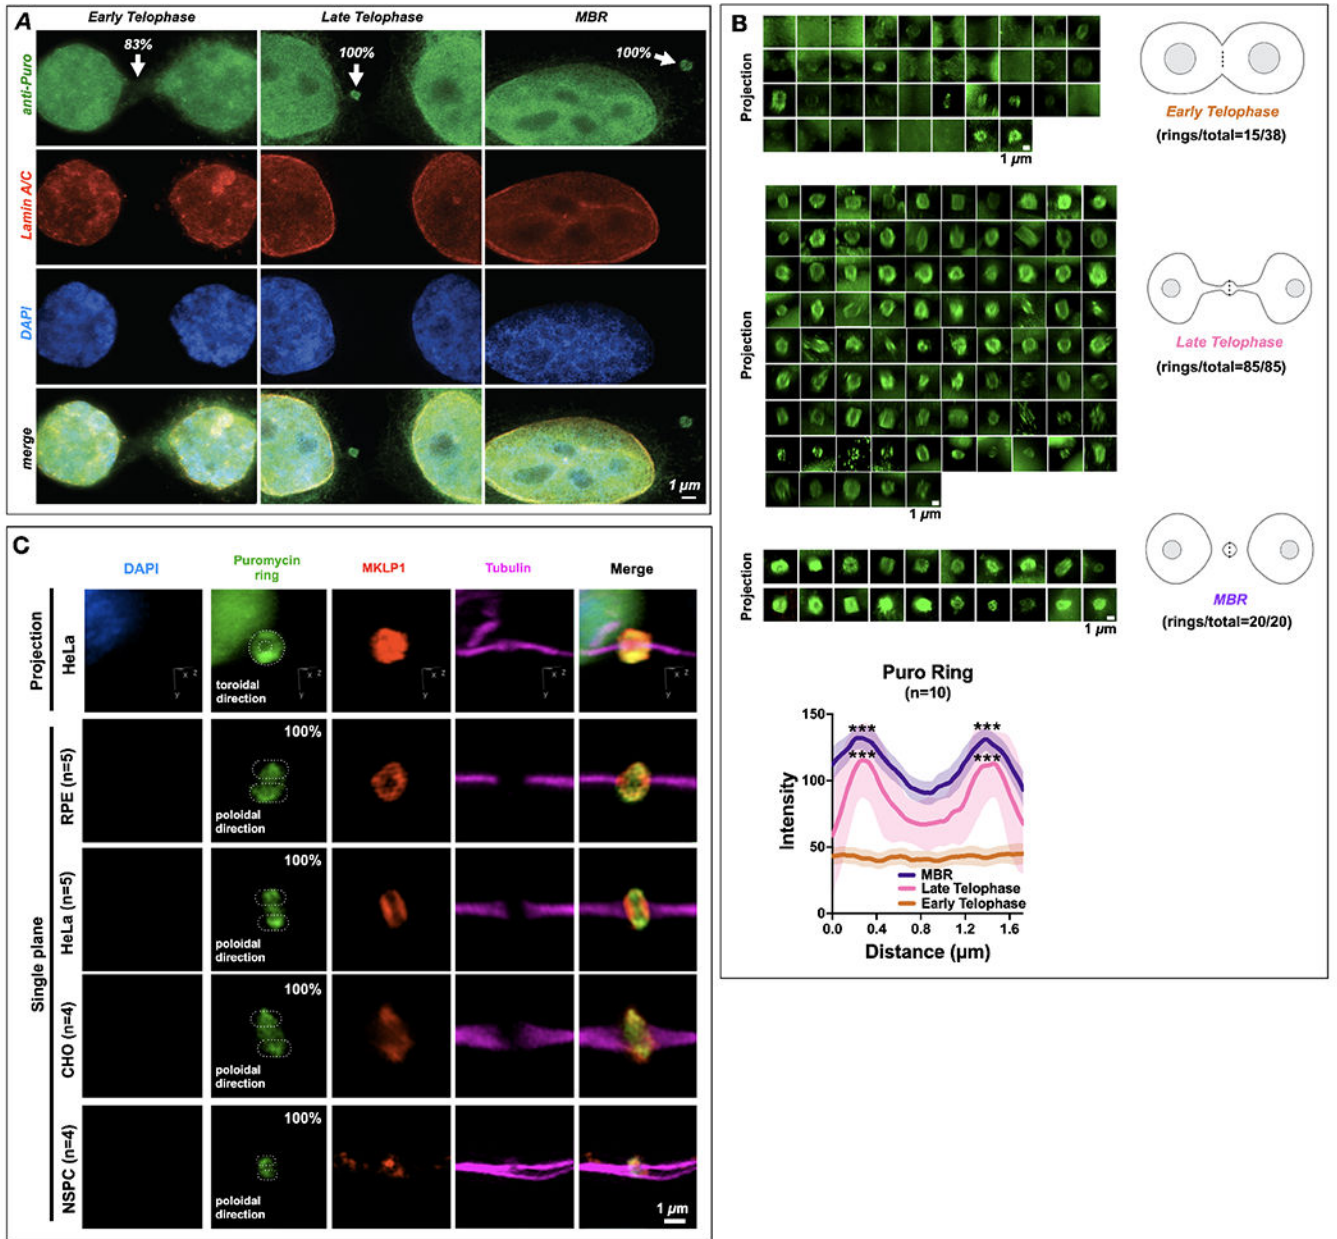 A
Early Telophase
Late Telophase
MBR
anti-Puro
83%
100%
100%
Lamin A/C
DAPI
merge
1 µm
B
Projection
1 µm
Early Telophase
(rings/total=15/38)
Projection
1 µm
Late Telophase
(rings/total=85/85)
Projection
1 µm
MBR
(rings/total=20/20)
Puro Ring
(n=10)
150
100
50
0
Intensity
*** ***
*** ***
MBR
Late Telophase
Early Telophase
0.0 0.4 0.8 1.2 1.6
Distance (µm)
C
DAPI
Puromycin
ring
MKLP1
Tubulin
Merge
Projection
HeLa
toroidal
direction
x z
y
x z
y
x z
y
x z
y
x z
y
Single plane
RPE (n=5)
100%
poloidal
direction
HeLa (n=5)
100%
poloidal
direction
CHO (n=4)
100%
poloidal
direction
NSPC (n=4)
100%
poloidal
direction
1 µm